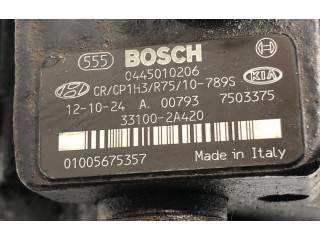 555 BOSCH
0445010206
CR/CP1H3/R75/10-789S KIA
12-10-24 A. 00793 7503375
33100-2A420
01005675357 Made in Italy